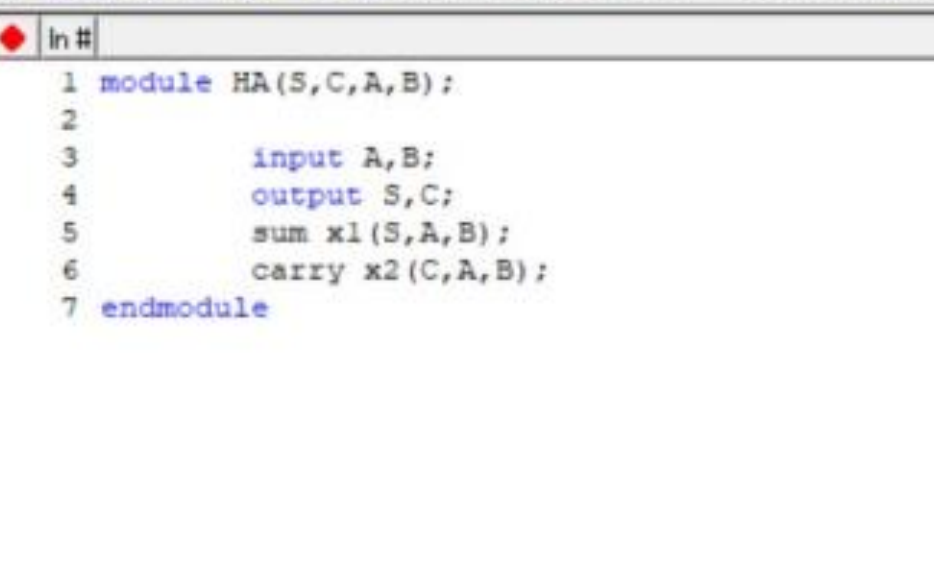 ln #
1 module HA(S,C,A,B);
2
3 input A,B;
4 output S,C;
5 sum x1(S,A,B);
6 carry x2(C,A,B);
7 endmodule